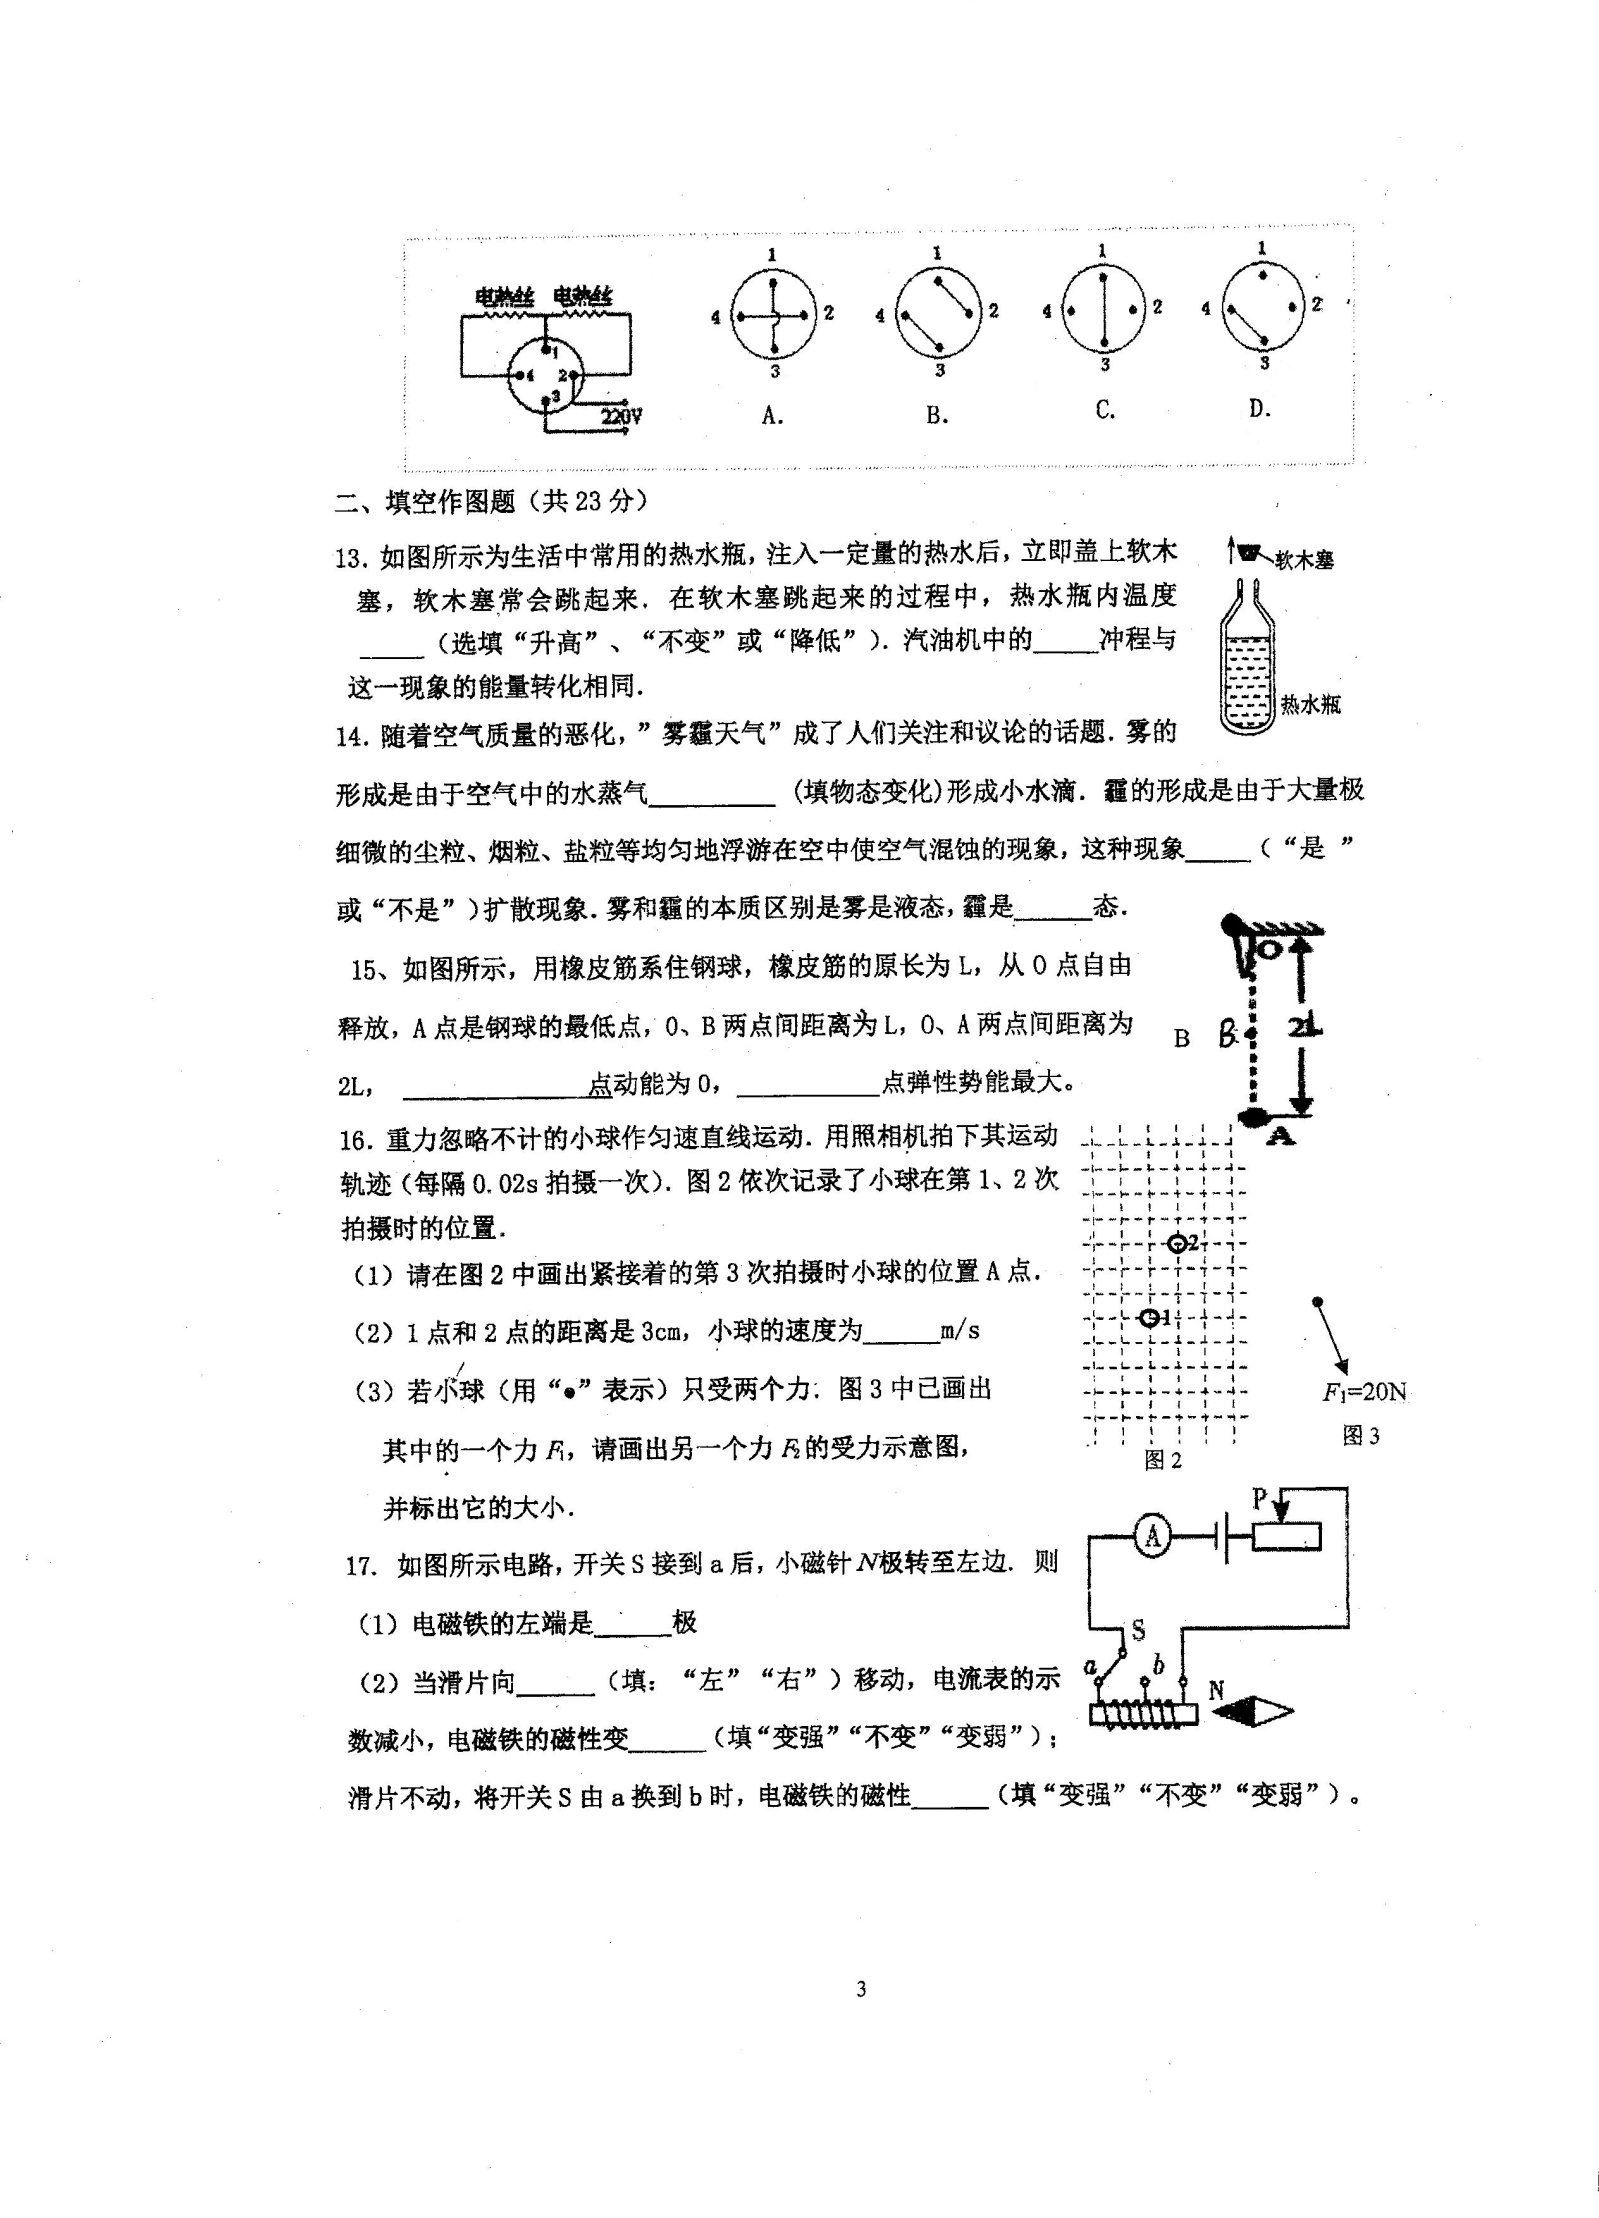 电热丝 电热丝
1
4 2
3
220V
1
4 2
3
A.
1
4 2
3
B.
1
4 2
3
C.
1
4 2
3
D.
二、填空作图题（共23分）
13. 如图所示为生活中常用的热水瓶，注入一定量的热水后，立即盖上软木
塞，软木塞常会跳起来．在软木塞跳起来的过程中，热水瓶内温度
_____（选填“升高”、“不变”或“降低”）．汽油机中的_____冲程与
这一现象的能量转化相同．
软木塞
热水瓶
14. 随着空气质量的恶化，”雾霾天气”成了人们关注和议论的话题．雾的
形成是由于空气中的水蒸气__________ (填物态变化)形成小水滴．霾的形成是由于大量极
细微的尘粒、烟粒、盐粒等均匀地浮游在空中使空气混蚀的现象，这种现象_____（“是 ”
或“不是”)扩散现象．雾和霾的本质区别是雾是液态，霾是______态．
15、如图所示，用橡皮筋系住钢球，橡皮筋的原长为 L，从 O 点自由
释放，A 点是钢球的最低点，O、B 两点间距离为 L，O、A 两点间距离为
2L， ______________点动能为 0，___________点弹性势能最大。
O
B B 2L
A
16. 重力忽略不计的小球作匀速直线运动．用照相机拍下其运动
轨迹（每隔 0.02s 拍摄一次）．图 2 依次记录了小球在第 1、2 次
拍摄时的位置．
（1）请在图 2 中画出紧接着的第 3 次拍摄时小球的位置 A 点．
（2）1 点和 2 点的距离是 3cm，小球的速度为______m/s
（3）若小球（用“●”表示）只受两个力：图 3 中已画出
其中的一个力 F1，请画出另一个力 F2的受力示意图，
并标出它的大小．
2
1
图 2
F1=20N
图 3
17. 如图所示电路，开关 S 接到 a 后，小磁针 N极转至左边．则
（1）电磁铁的左端是______极
（2）当滑片向______（填：“左”“右”）移动，电流表的示
数减小，电磁铁的磁性变______（填“变强”“不变”“变弱”）；
滑片不动，将开关 S 由 a 换到 b 时，电磁铁的磁性______（填“变强”“不变”“变弱”）。
P
A
S
a b
N
3